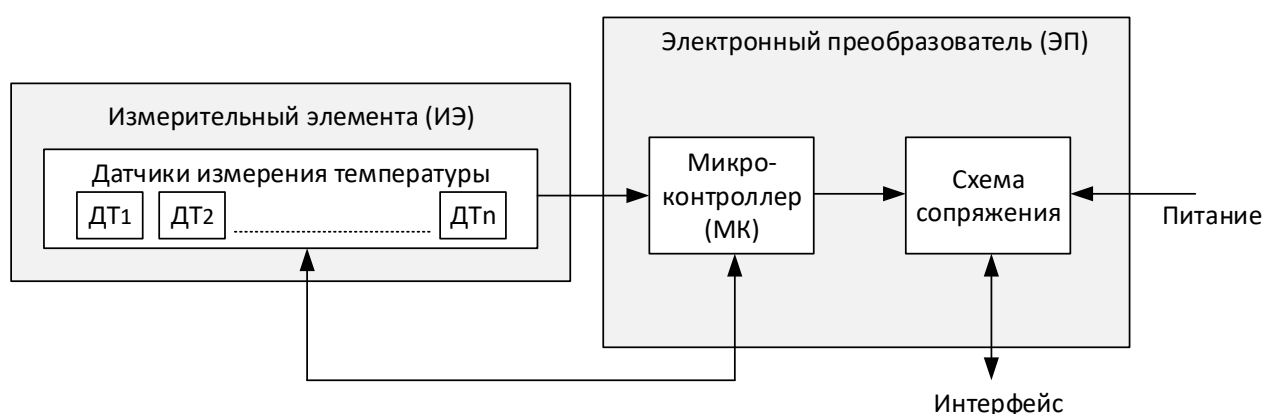 Электронный преобразователь (ЭП)
Измерительный элемента (ИЭ)
Датчики измерения температуры
ДТ1 ДТ2 ДТn
Микро-
контроллер
(МК)
Схема
сопряжения
Питание
Интерфейс